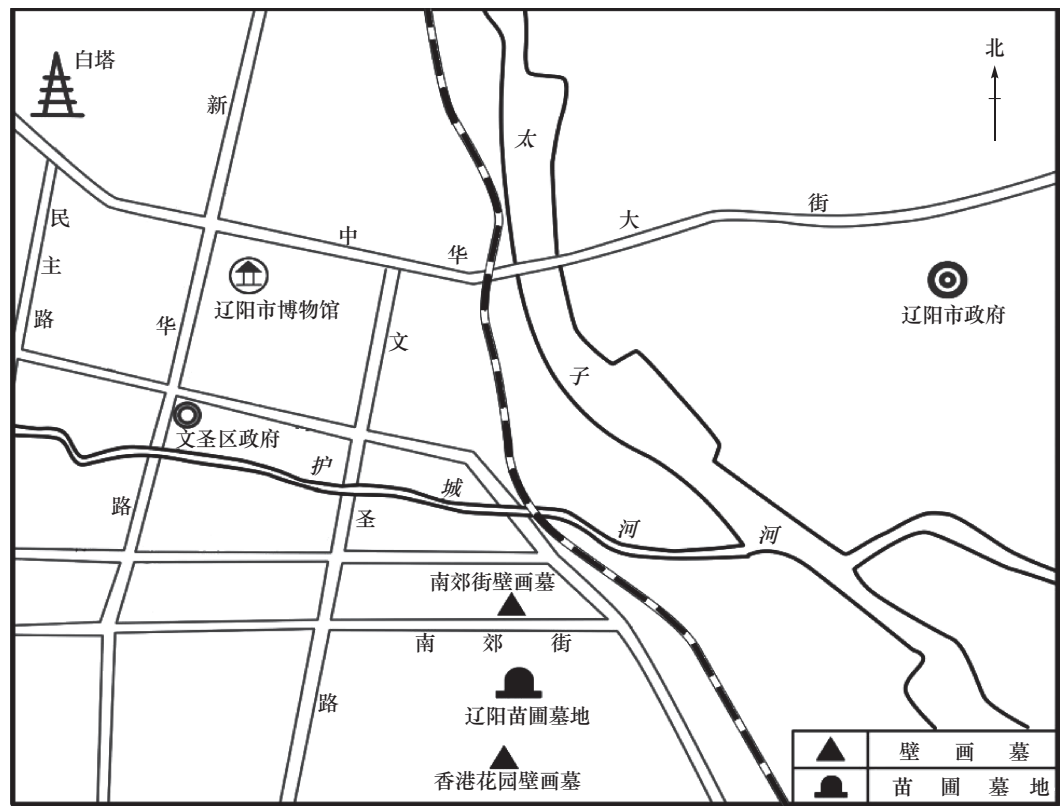 白塔
北
新
太
民
主
路
中
华
大
街
辽阳市博物馆
华
辽阳市政府
文
子
文圣区政府
护
城
河
河
路
圣
南郊街壁画墓
南郊街
路
辽阳苗圃墓地
香港花园壁画墓
壁画墓
苗圃墓地